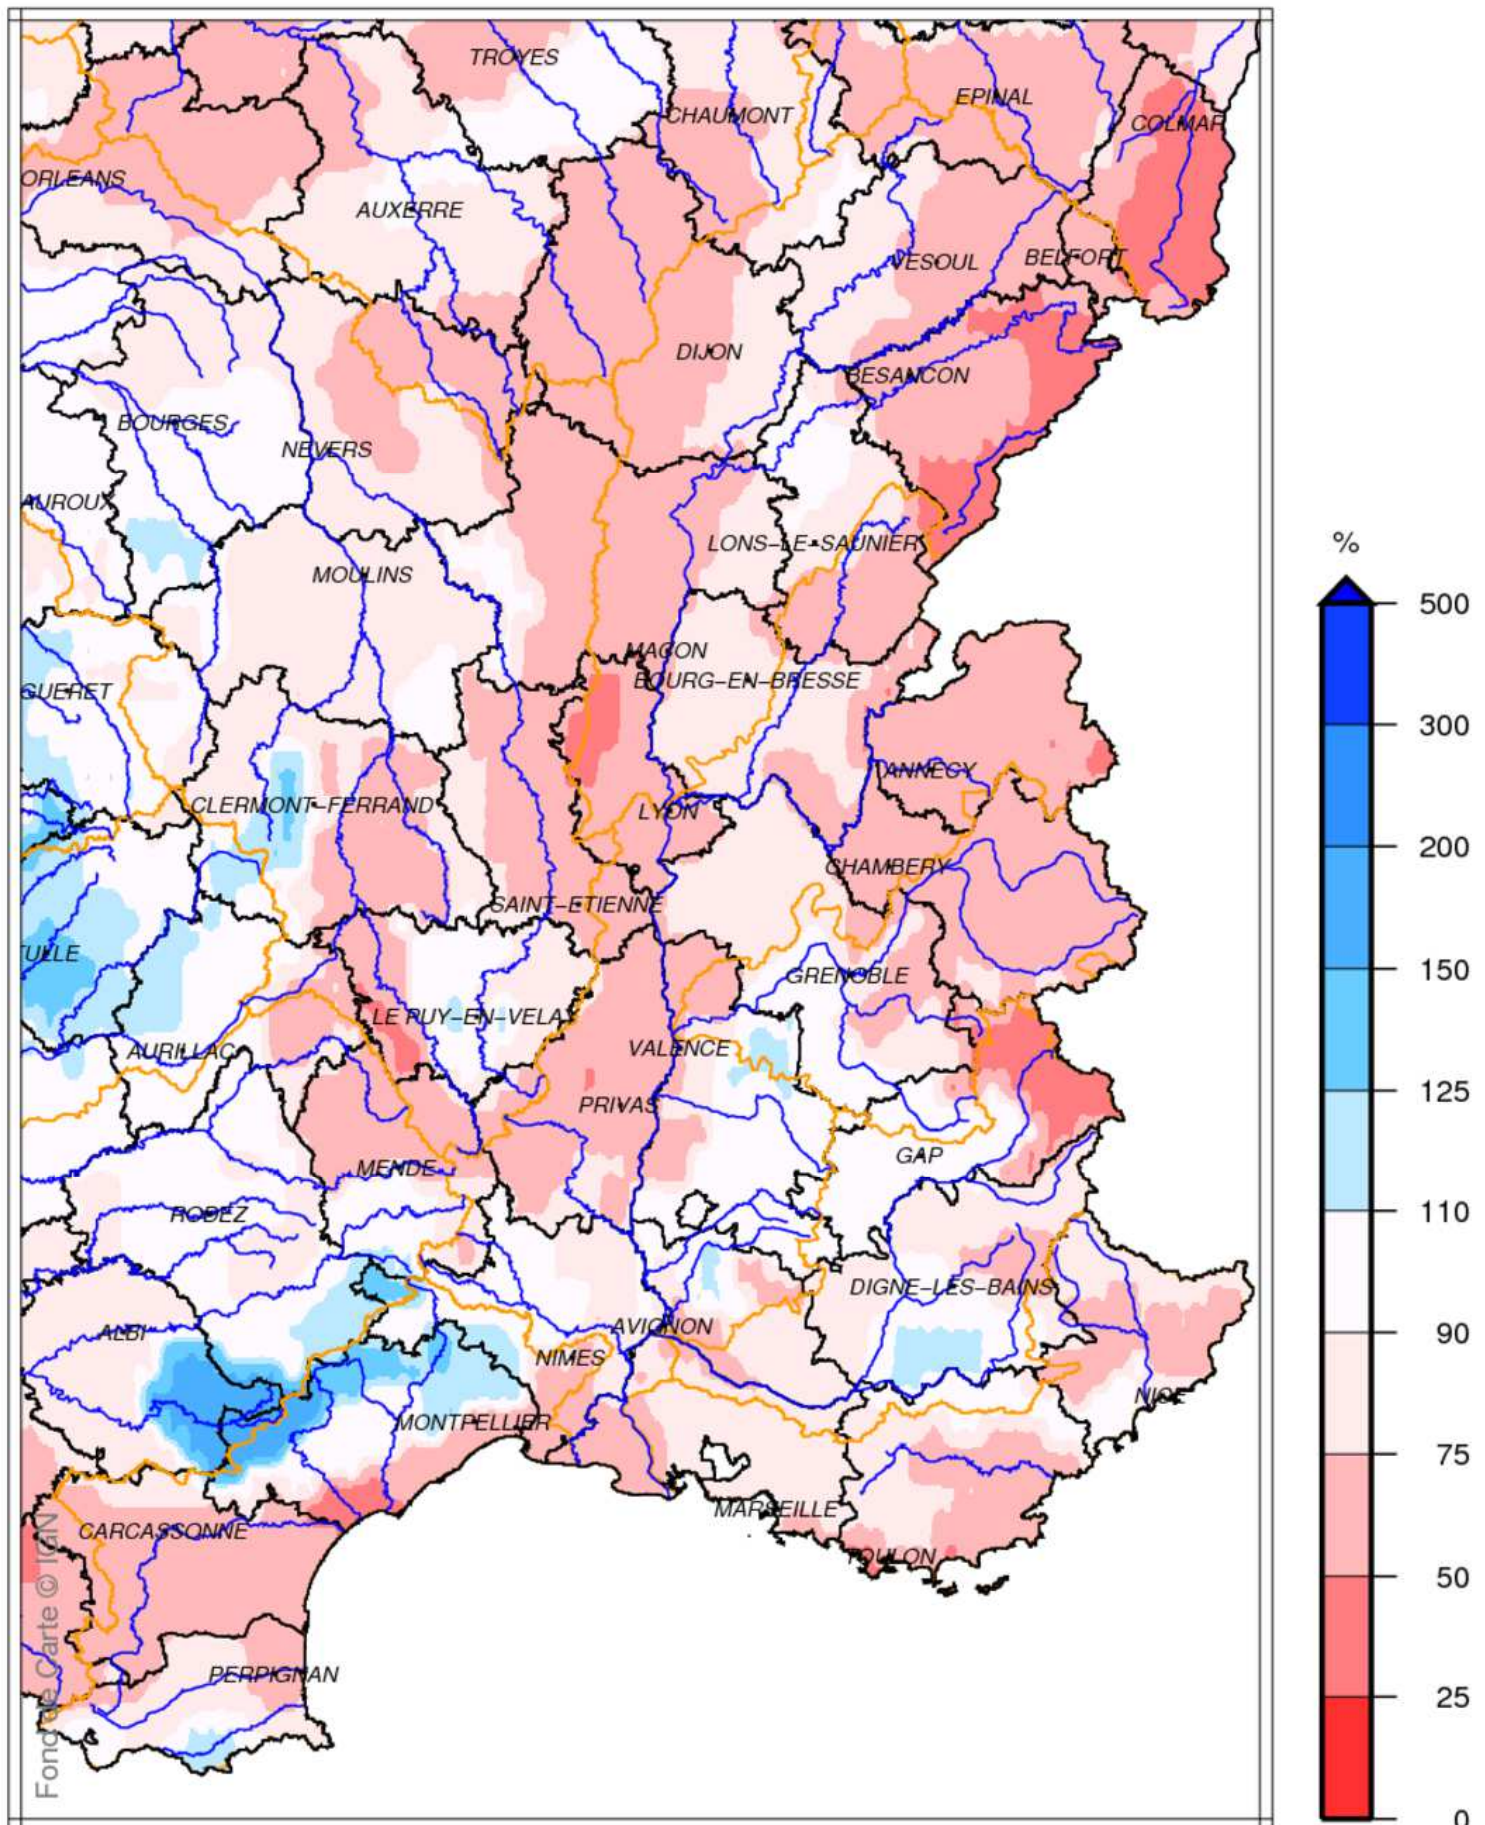 TROYES
EPINAL
CHAUMONT
COLMAR
ORLEANS
AUXERRE
VESOUL
BELFORT
DIJON
BESANCON
BOURGES
NEVERS
AUROUX
LONS-LE-SAUNIER
%
MOULINS
500
MACON
BOURG-EN-BRESSE
GUERET
300
ANNECY
CLERMONT-FERRAND
LYON
200
CHAMBERY
SAINT-ETIENNE
TULLE
GRENOBLE
150
LE PUY-EN-VELAY
AURILLAC
VALENCE
125
PRIVAS
GAP
MENDE
RODEZ
110
DIGNE-LES-BAINS
ALBI
AVIGNON
90
NIMES
NICE
MONTPELLIER
75
MARSEILLE
CARCASSONNE
TOULON
50
PERPIGNAN
25
Fond de Carte © IGN
0